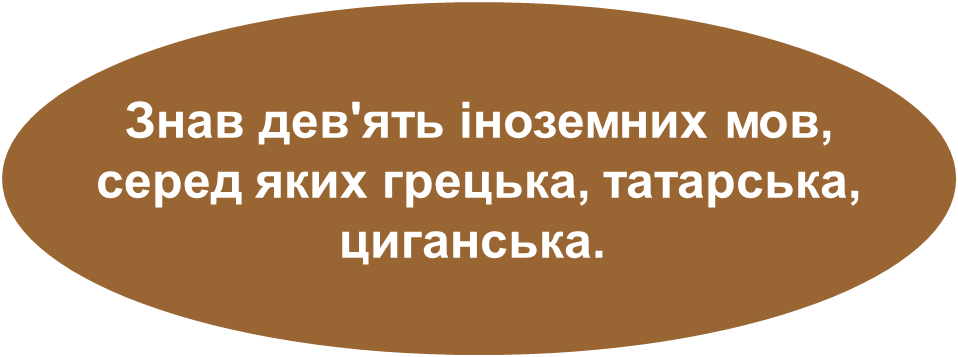 Знав дев'ять іноземних мов,
серед яких грецька, татарська,
циганська.